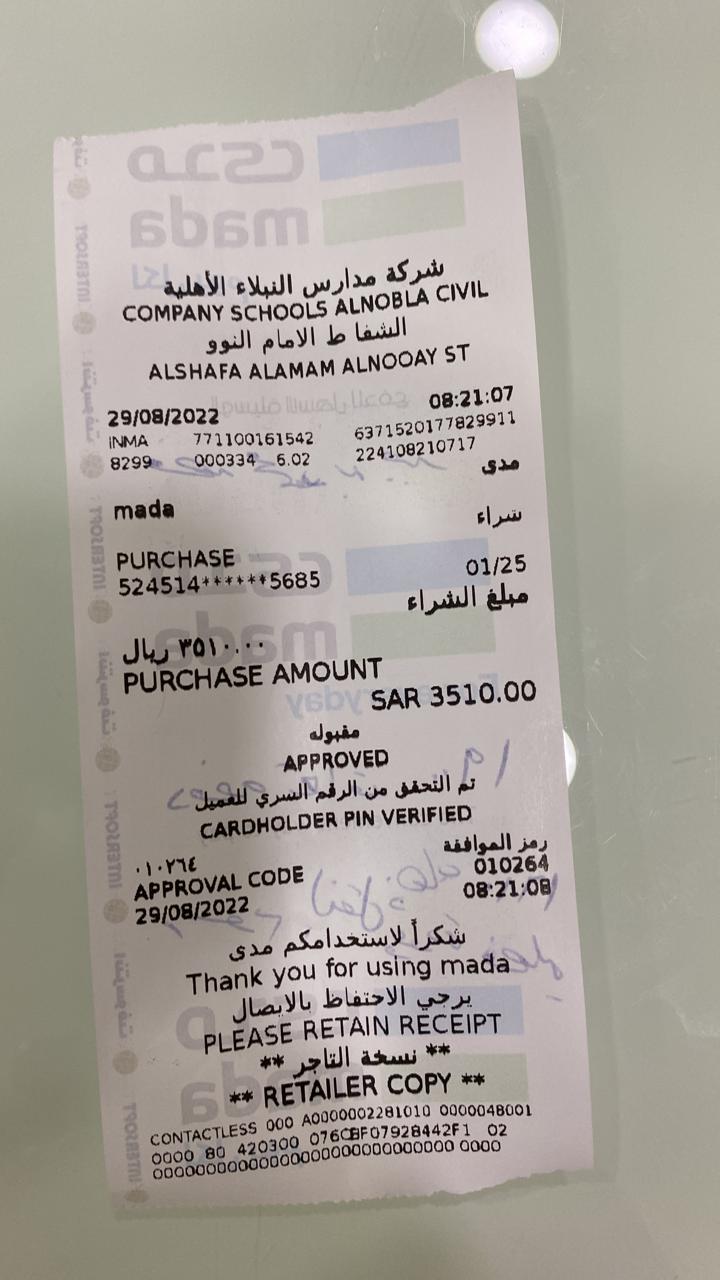 شركة مدارس النبلاء الأهلية
COMPANY SCHOOLS ALNOBLA CIVIL
الشفا ط الامام النوو
ALSHAFA ALAMAM ALNOOAY ST
29/08/2022 08:21:07
INMA 771100161542 6371520177829911
8299 000334 6.02 224108210717
مدى
mada
شراء
PURCHASE 01/25
524514******5685
مبلغ الشراء
٣٥١٠.٠٠ ريال
PURCHASE AMOUNT
SAR 3510.00
مقبوله
APPROVED
تم التحقق من الرقم السري للعميل
CARDHOLDER PIN VERIFIED
رمز الموافقة
٠١٠٢٦٤
010264
APPROVAL CODE
29/08/2022 08:21:08
شكراً لاستخدامكم مدى
Thank you for using mada
يرجي الاحتفاظ بالايصال
PLEASE RETAIN RECEIPT
** نسخة التاجر **
** RETAILER COPY **
CONTACTLESS 000 A0000002281010 0000048001
0000 80 420300 02